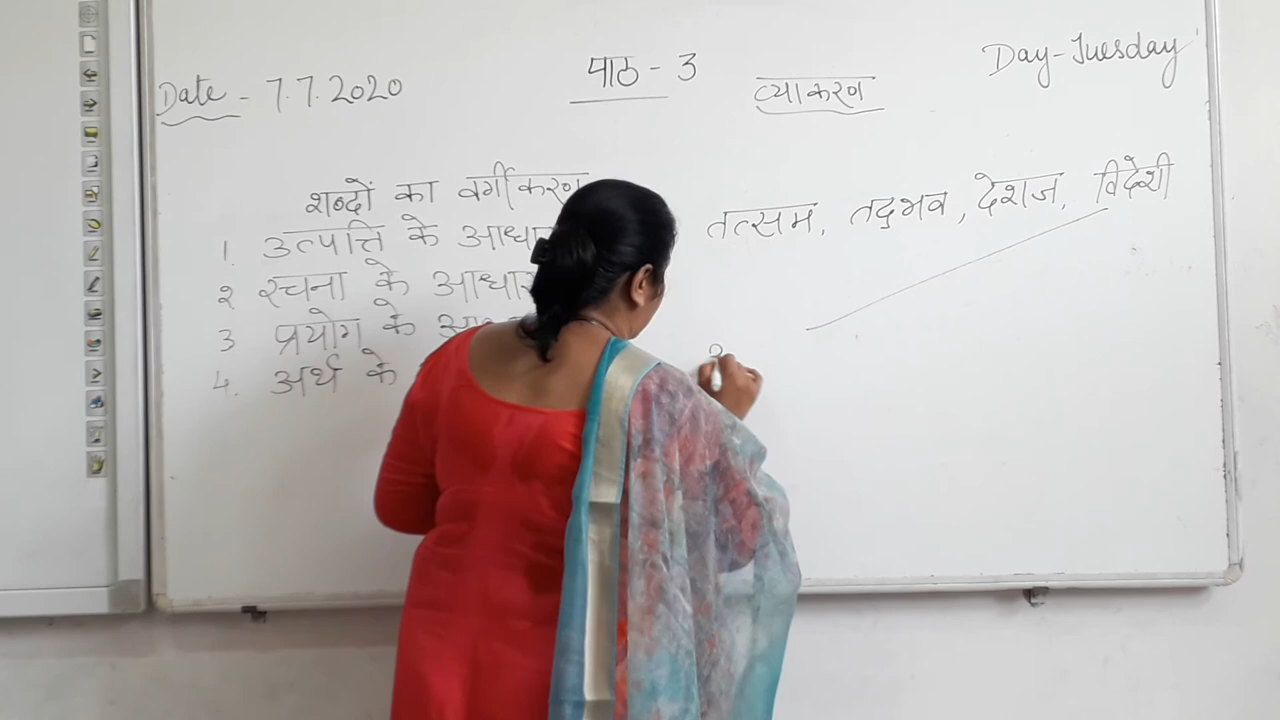 Date - 7.7.2020 पाठ - 3 व्याकरण Day - Tuesday
शब्दों का वर्गीकरण
1. उत्पत्ति के तत्सम, तद्भव, देशज, विदेशी
२ रचना के
3 प्रयोग के
4. अर्थ के